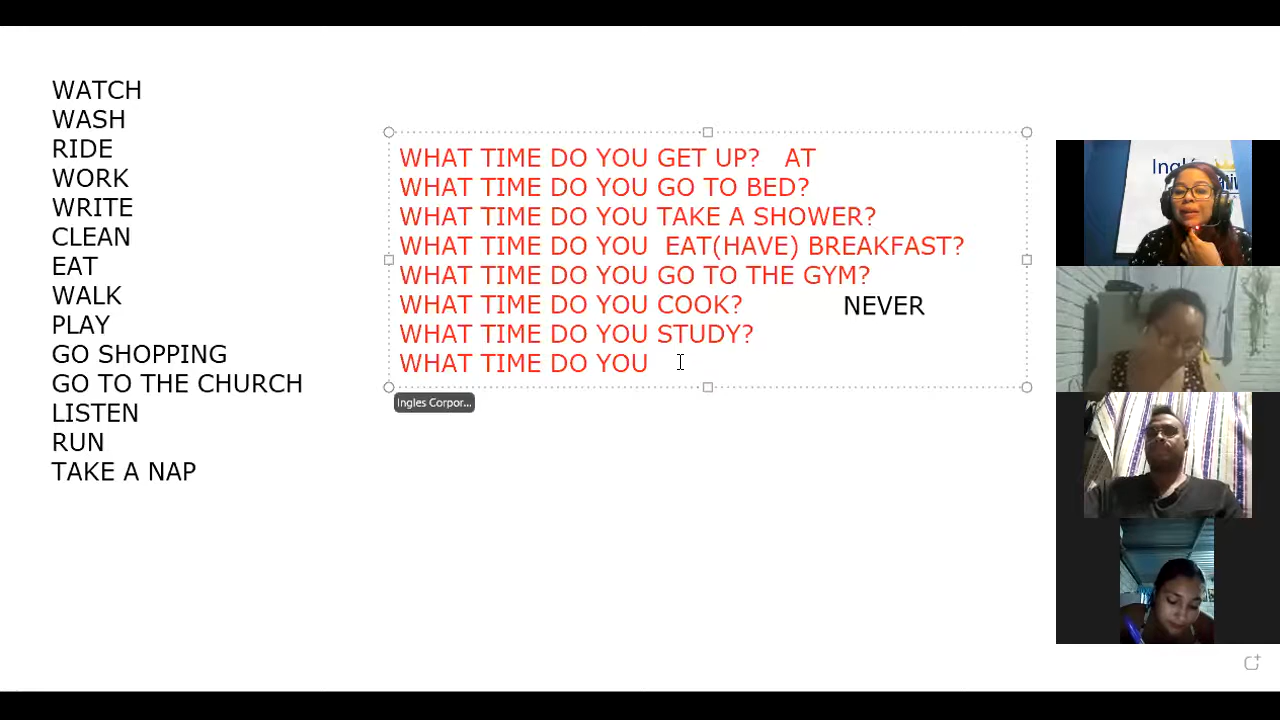 WATCH
WASH
RIDE
WORK
WRITE
CLEAN
EAT
WALK
PLAY
GO SHOPPING
GO TO THE CHURCH
LISTEN
RUN
TAKE A NAP
WHAT TIME DO YOU GET UP? AT
WHAT TIME DO YOU GO TO BED?
WHAT TIME DO YOU TAKE A SHOWER?
WHAT TIME DO YOU EAT(HAVE) BREAKFAST?
WHAT TIME DO YOU GO TO THE GYM?
WHAT TIME DO YOU COOK? NEVER
WHAT TIME DO YOU STUDY?
WHAT TIME DO YOU
Ingles Corpor...